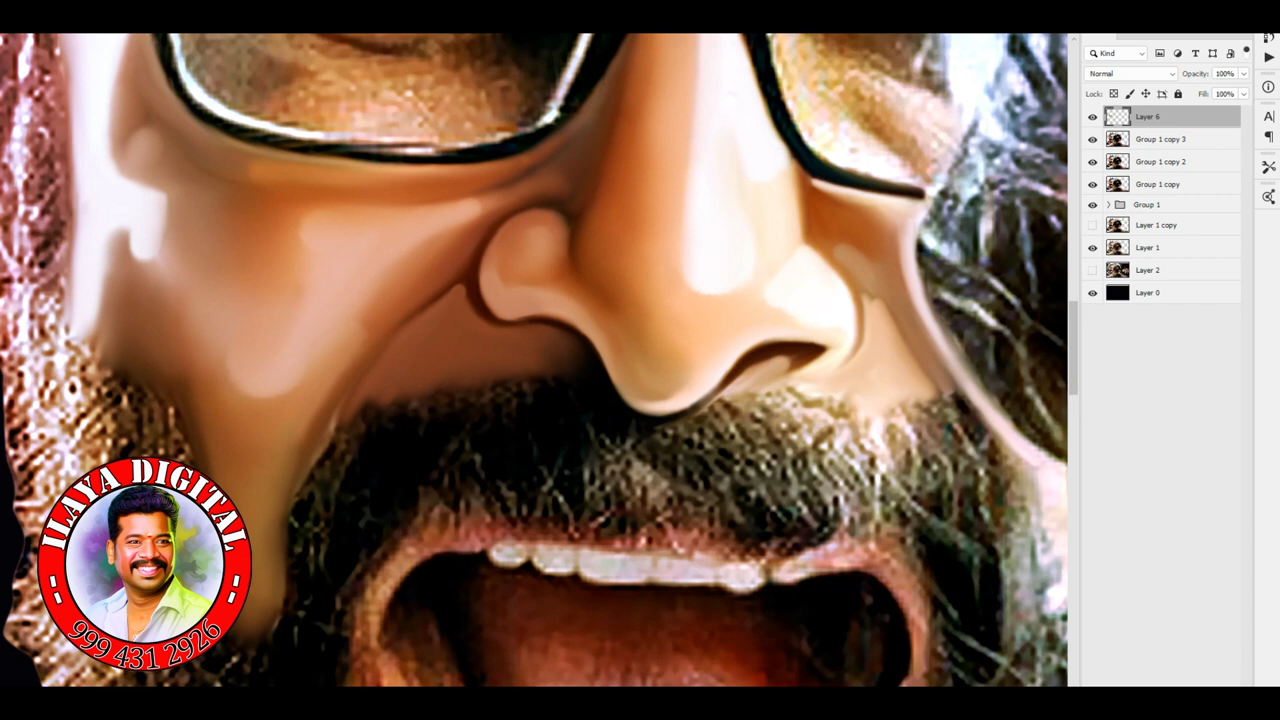 Kind
Normal
Opacity: 100%
Lock:
Fill: 100%
Layer 6
Group 1 copy 3
Group 1 copy 2
Group 1 copy
Group 1
Layer 1 copy
Layer 1
Layer 2
Layer 0
ILAYA DIGITAL
999 431 2926